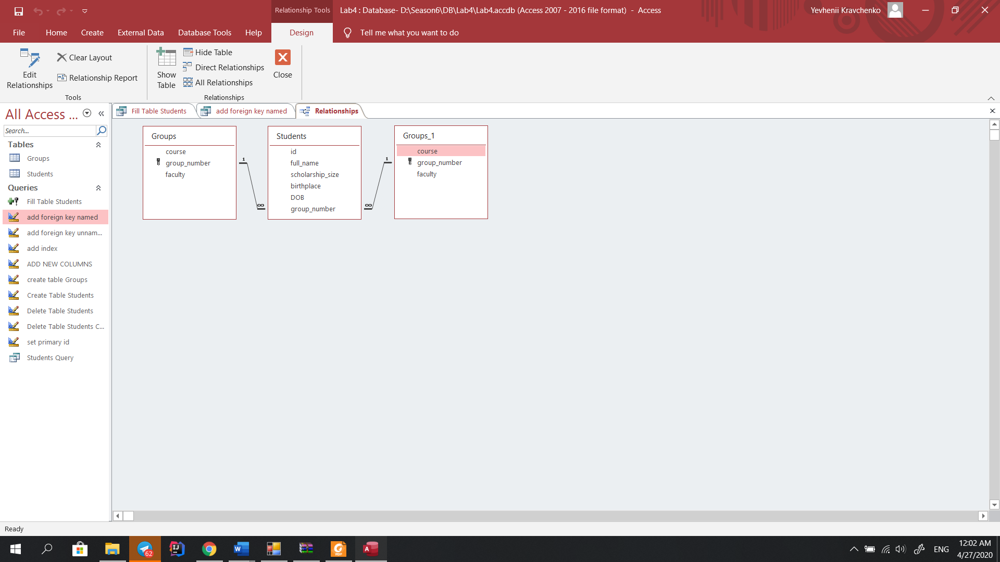 Relationship Tools
Lab4 : Database- D:\Season6\DB\Lab4\Lab4.accdb (Access 2007 - 2016 file format)  -  Access
Yevhenii Kravchenko
File
Home
Create
External Data
Database Tools
Help
Design
Tell me what you want to do
Edit
Relationships
Clear Layout
Relationship Report
Tools
Show
Table
Hide Table
Direct Relationships
All Relationships
Close
Relationships
All Access ...
Search...
Tables
Groups
Students
Queries
Fill Table Students
add foreign key named
add foreign key unnam...
add index
ADD NEW COLUMNS
create table Groups
Create Table Students
Delete Table Students
Delete Table Students C...
set primary id
Students Query
Fill Table Students
add foreign key named
Relationships
Groups
course
group_number
faculty
1
∞
Students
id
full_name
scholarship_size
birthplace
DOB
group_number
1
∞
Groups_1
course
group_number
faculty
Ready
62
IJ
W
PDF
A
ENG
12:02 AM
4/27/2020